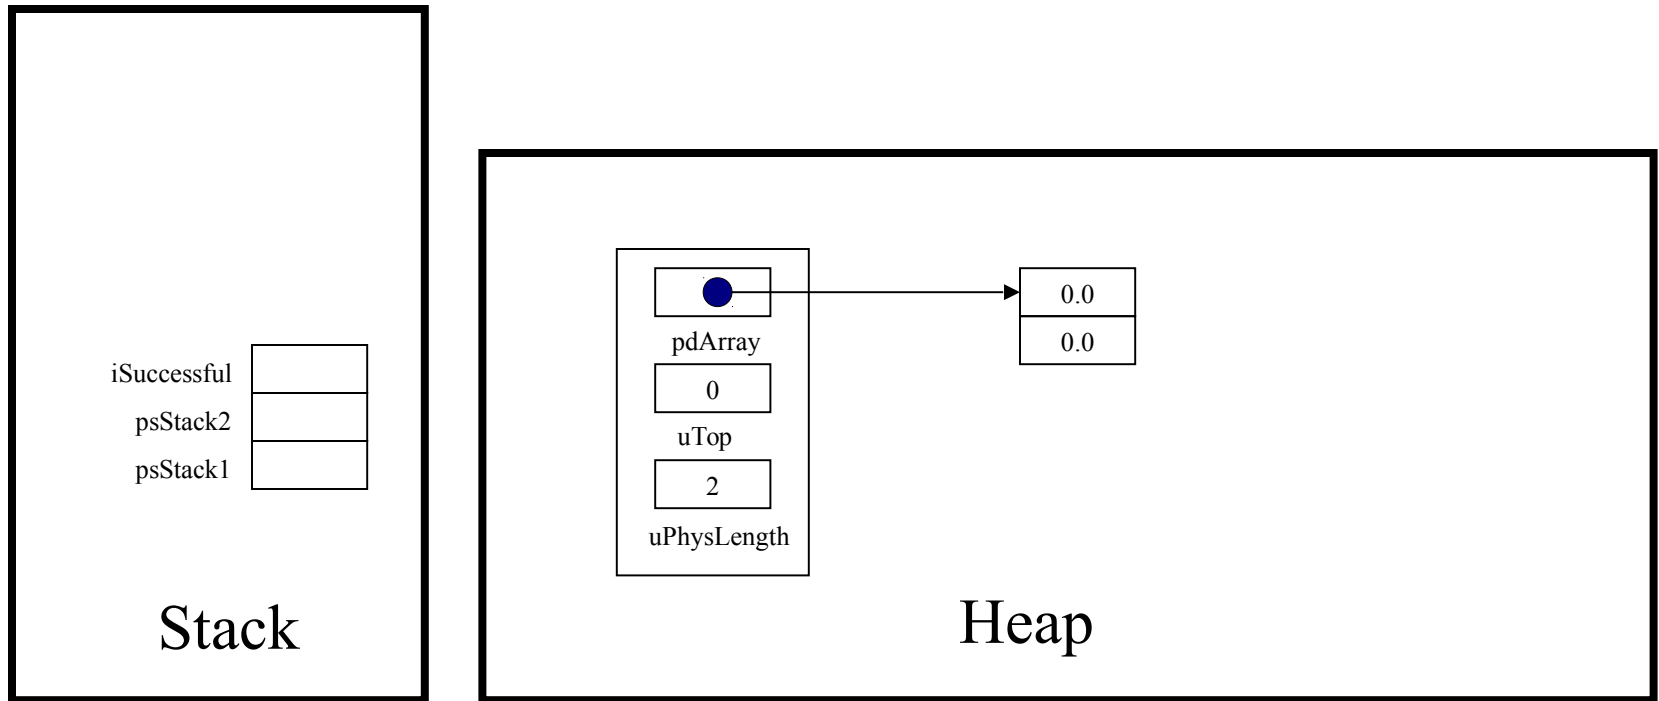 iSuccessful
psStack2
psStack1
Stack
pdArray
0
uTop
2
uPhysLength
0.0
0.0
Heap